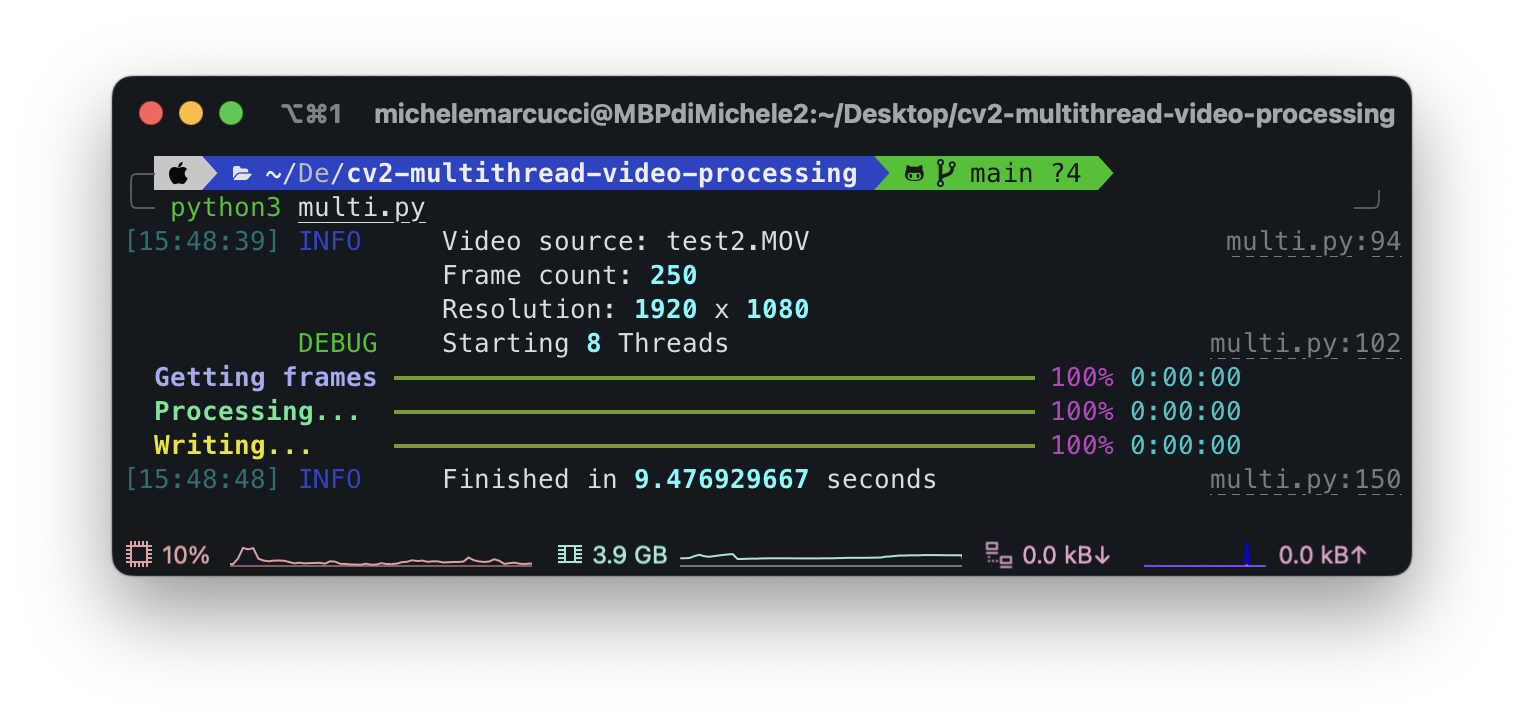 ⌥⌘1 michelemarcucci@MBPdiMichele2:~/Desktop/cv2-multithread-video-processing
~/De/cv2-multithread-video-processing main ?4
python3 multi.py
[15:48:39] INFO Video source: test2.MOV multi.py:94
Frame count: 250
Resolution: 1920 x 1080
DEBUG Starting 8 Threads multi.py:102
Getting frames 100% 0:00:00
Processing... 100% 0:00:00
Writing... 100% 0:00:00
[15:48:48] INFO Finished in 9.476929667 seconds multi.py:150
10% 3.9 GB 0.0 kB↓ 0.0 kB↑